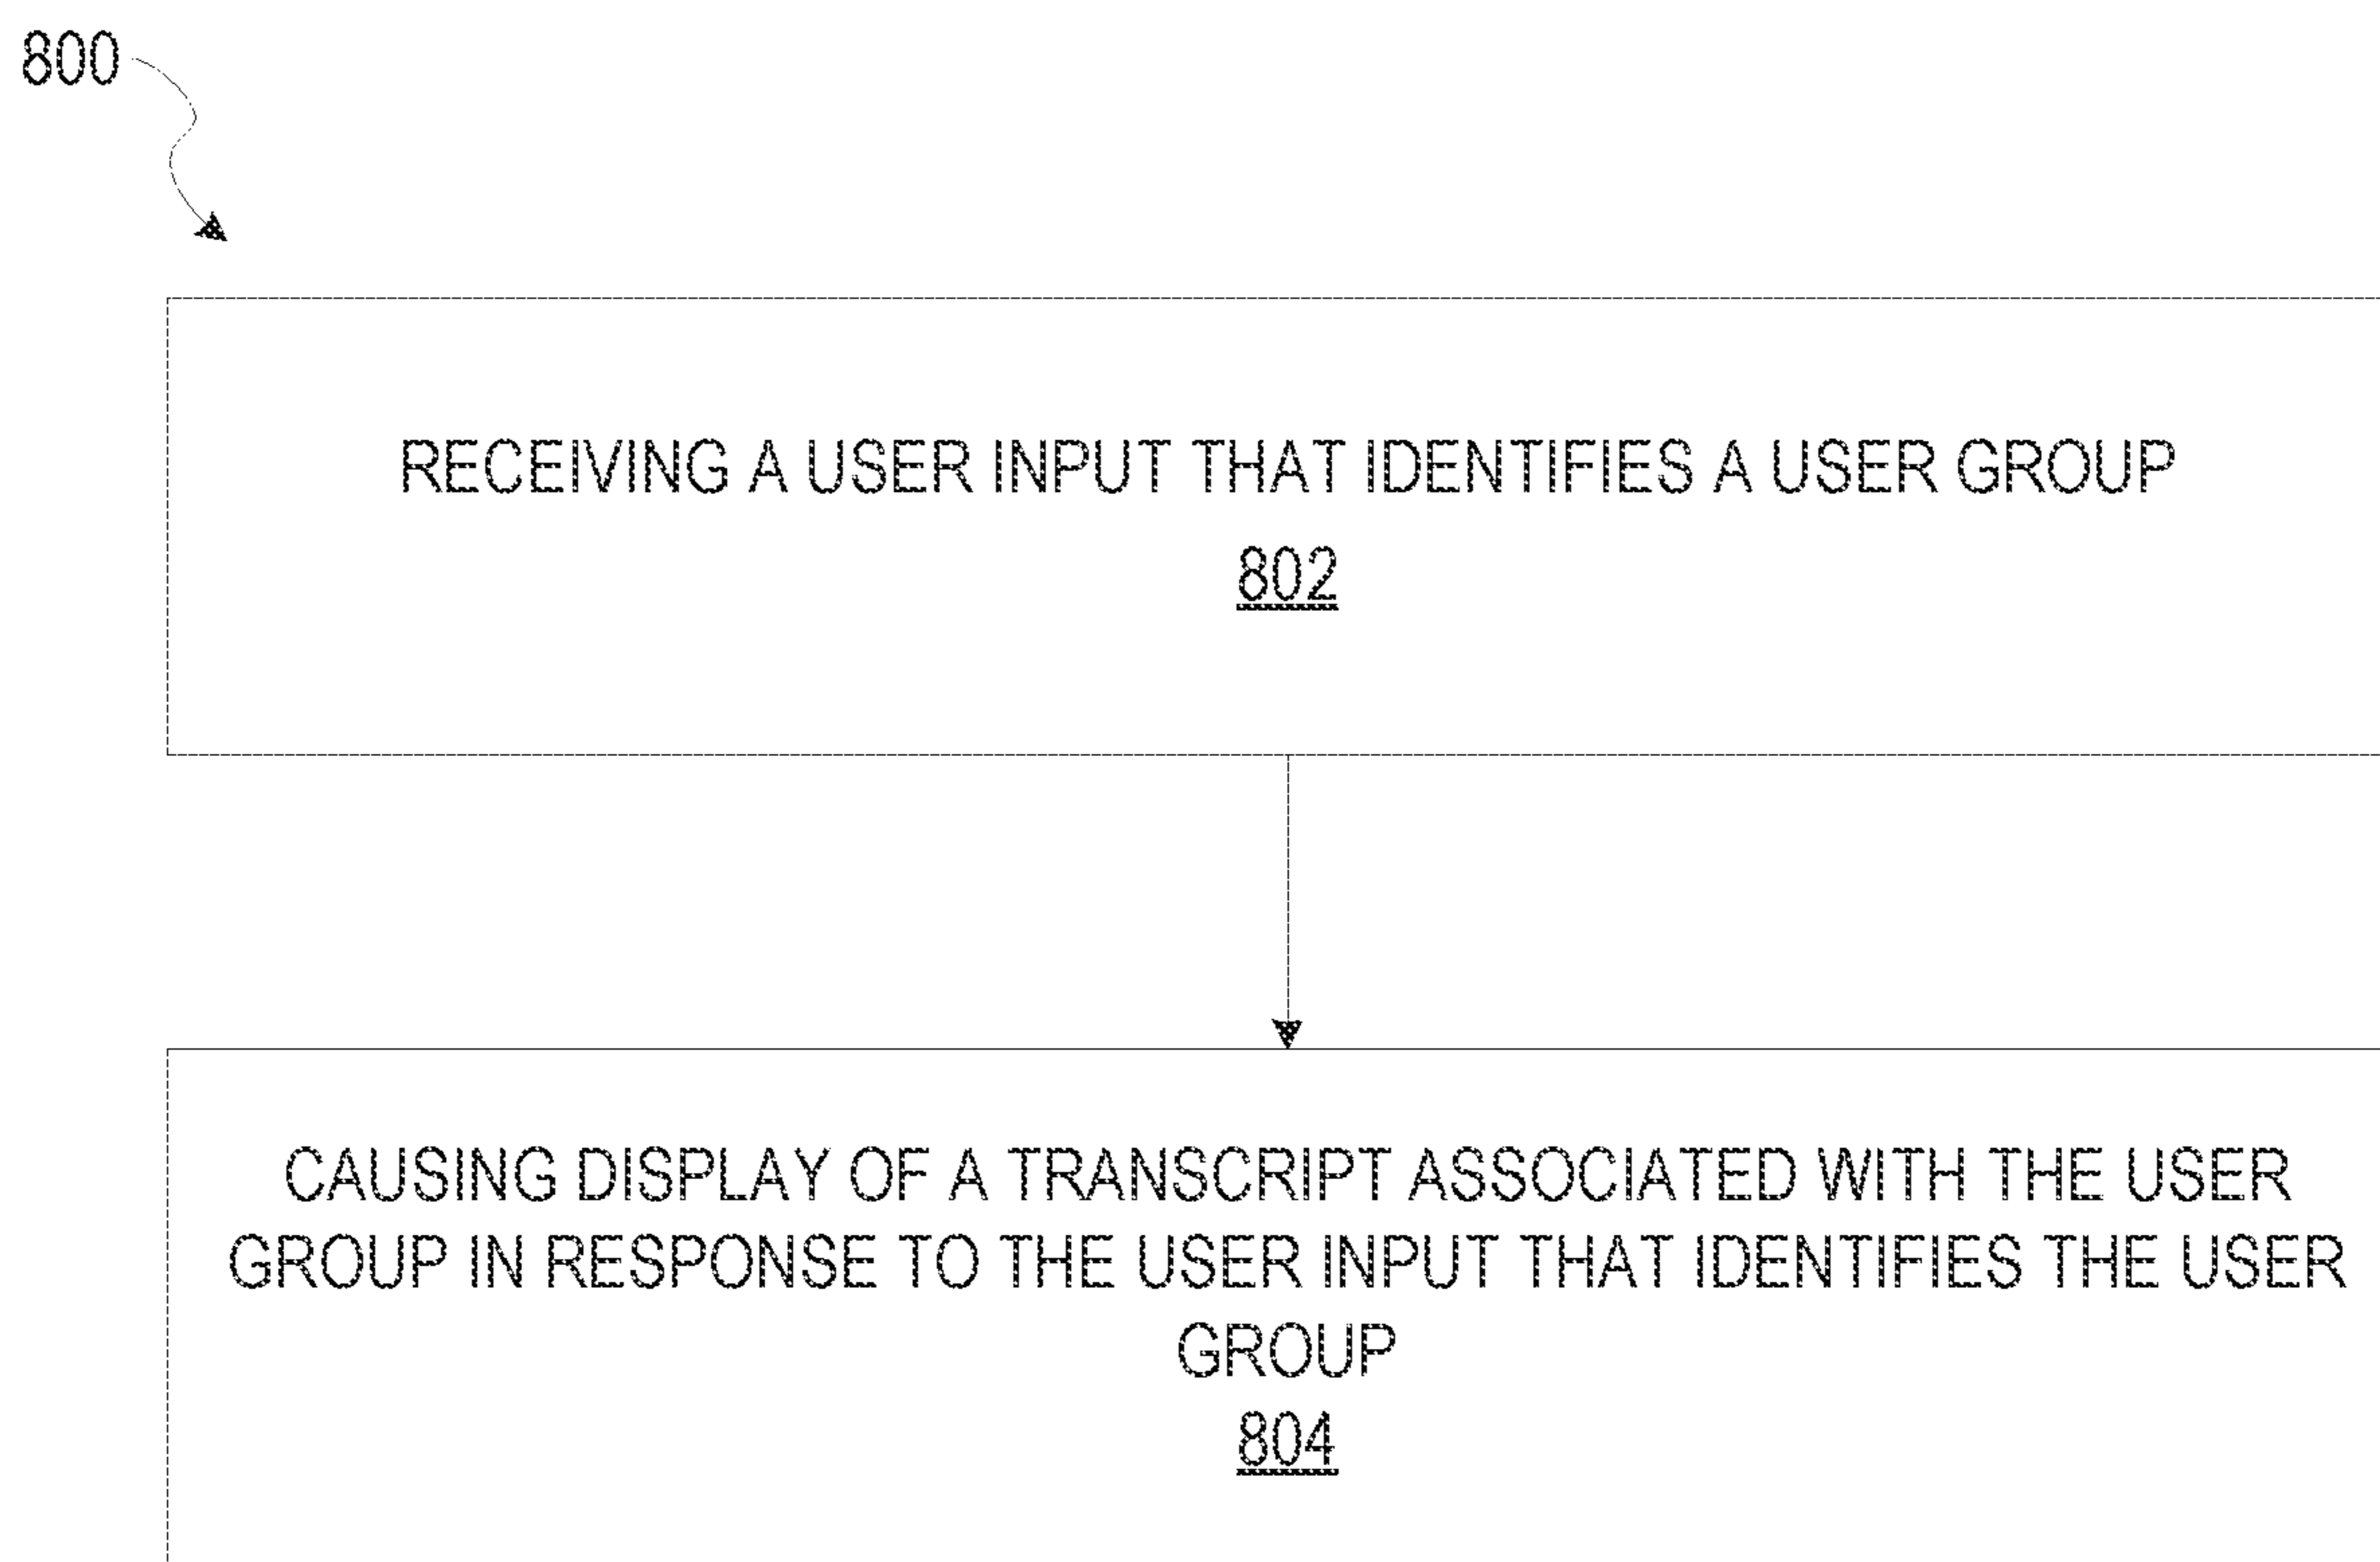 800
RECEIVING A USER INPUT THAT IDENTIFIES A USER GROUP
802
CAUSING DISPLAY OF A TRANSCRIPT ASSOCIATED WITH THE USER
GROUP IN RESPONSE TO THE USER INPUT THAT IDENTIFIES THE USER
GROUP
804